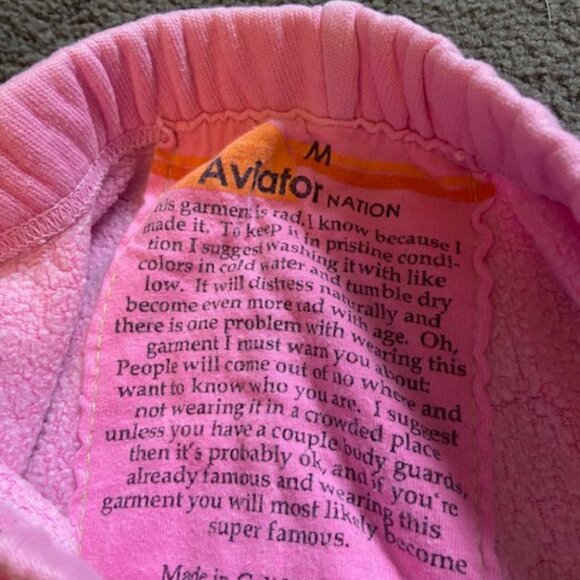 M
Aviator NATION
his garment is rad. I know because I
made it. To keep it in pristine condi-
tion I suggest washing it with like
colors in cold water and tumble dry
low. It will distress naturally and
become even more rad with age. Oh,
there is one problem with wearing this
garment I must warn you about:
People will come out of no where and
want to know who you are. I suggest
not wearing it in a crowded place
unless you have a couple body guards,
then it's probably ok, and if you're
already famous and wearing this
garment you will most likely become
super famous.
Made in